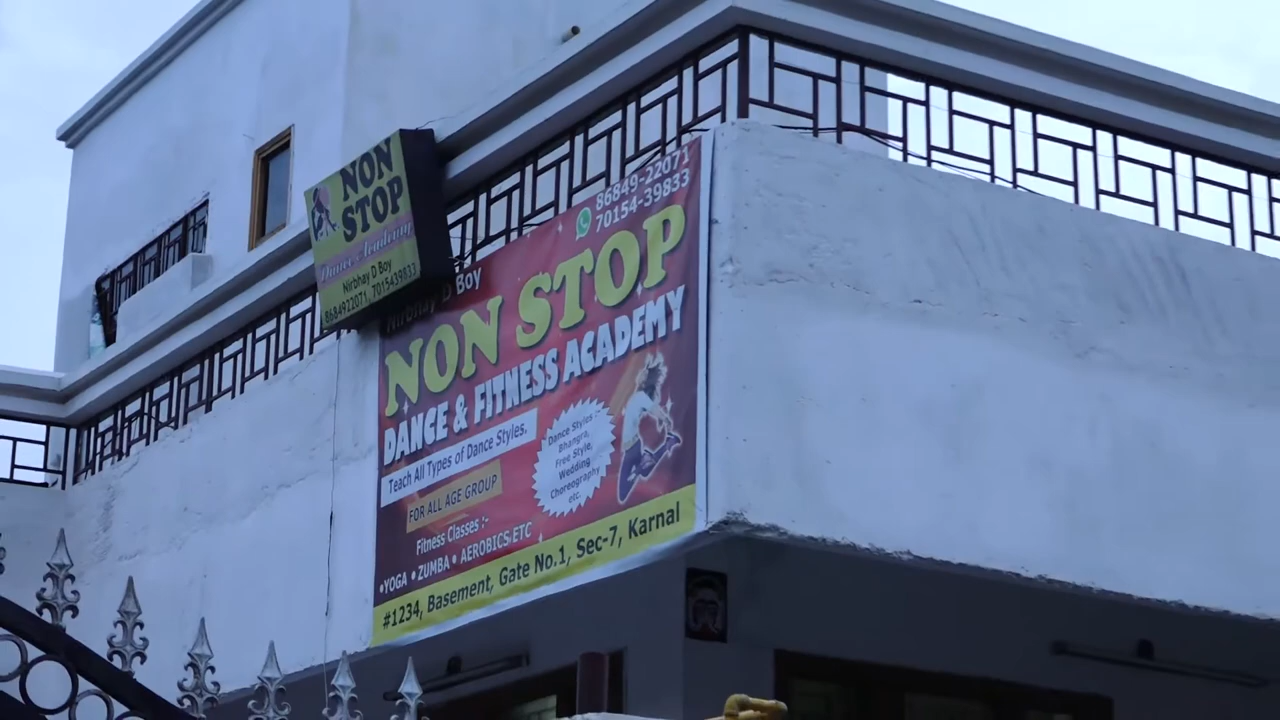 NON
STOP
Dance Academy
Nirbhay D Boy
8684922071, 7015439833
86849-22071
70154-39833
Nirbhay D Boy
NON STOP
DANCE & FITNESS ACADEMY
Teach All Types of Dance Styles.
FOR ALL AGE GROUP
Fitness Classes :-
•YOGA • ZUMBA • AEROBICS ETC
Dance Styles :
Bhangra,
Free Style,
Wedding
Choreography
etc.
#1234, Basement, Gate No.1, Sec-7, Karnal